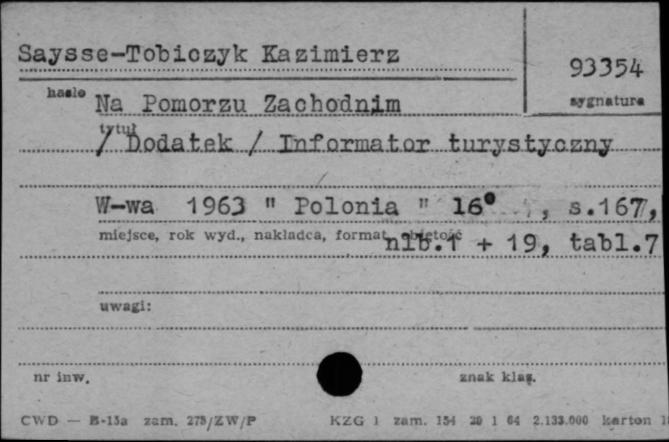 Saysse-Tobiczyk Kazimierz
93354
hasło
sygnatura
Na Pomorzu Zachodnim
tytuł
/ Dodatek / Informator turystyczny
W-wa 1963 " Polonia " 16° , s.167,
miejsce, rok wyd., nakładca, format, objętość
nlb.1 + 19, tabl.7
uwagi:
nr inw.
znak klas.
CWD — B-15a zam. 275/ZW/P
KZG 1 zam. 154 20 1 64 2.133.000 karton